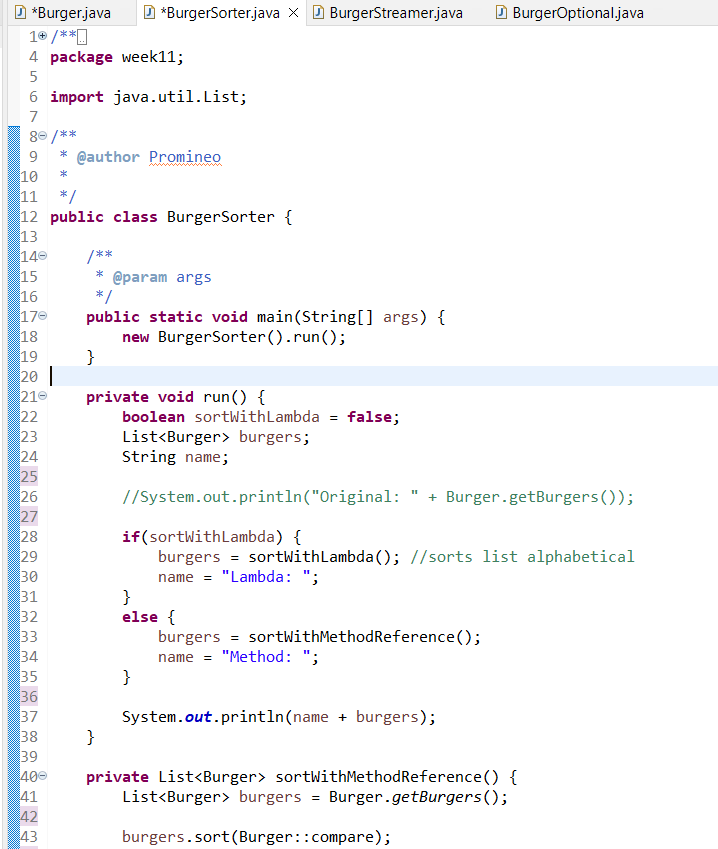 *Burger.java *BurgerSorter.java BurgerStreamer.java BurgerOptional.java
1 /**
4 package week11;
5
6 import java.util.List;
7
8 /**
9  * @author Promineo
10  *
11  */
12 public class BurgerSorter {
13
14     /**
15      * @param args
16      */
17     public static void main(String[] args) {
18         new BurgerSorter().run();
19     }
20
21     private void run() {
22         boolean sortWithLambda = false;
23         List<Burger> burgers;
24         String name;
25
26         //System.out.println("Original: " + Burger.getBurgers());
27
28         if(sortWithLambda) {
29             burgers = sortWithLambda(); //sorts list alphabetical
30             name = "Lambda: ";
31         }
32         else {
33             burgers = sortWithMethodReference();
34             name = "Method: ";
35         }
36
37         System.out.println(name + burgers);
38     }
39
40     private List<Burger> sortWithMethodReference() {
41         List<Burger> burgers = Burger.getBurgers();
42
43         burgers.sort(Burger::compare);